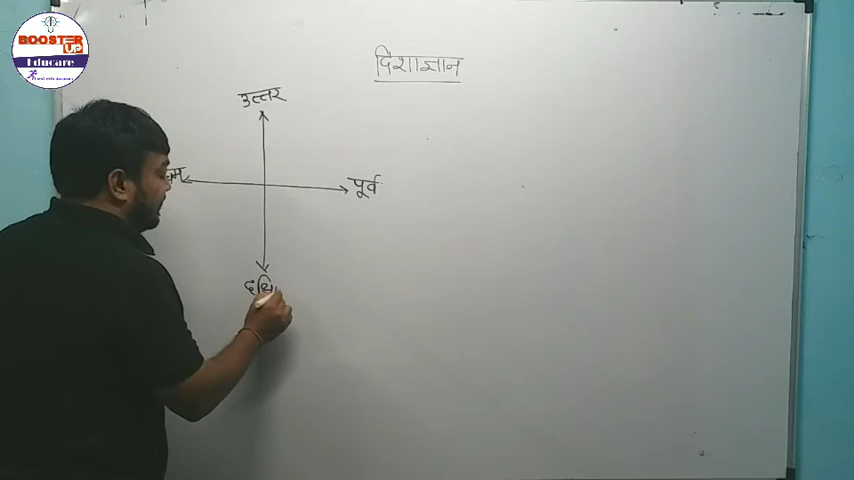 BOOSTER
UP
Educare
दिशाज्ञान
उत्तर
पूर्व